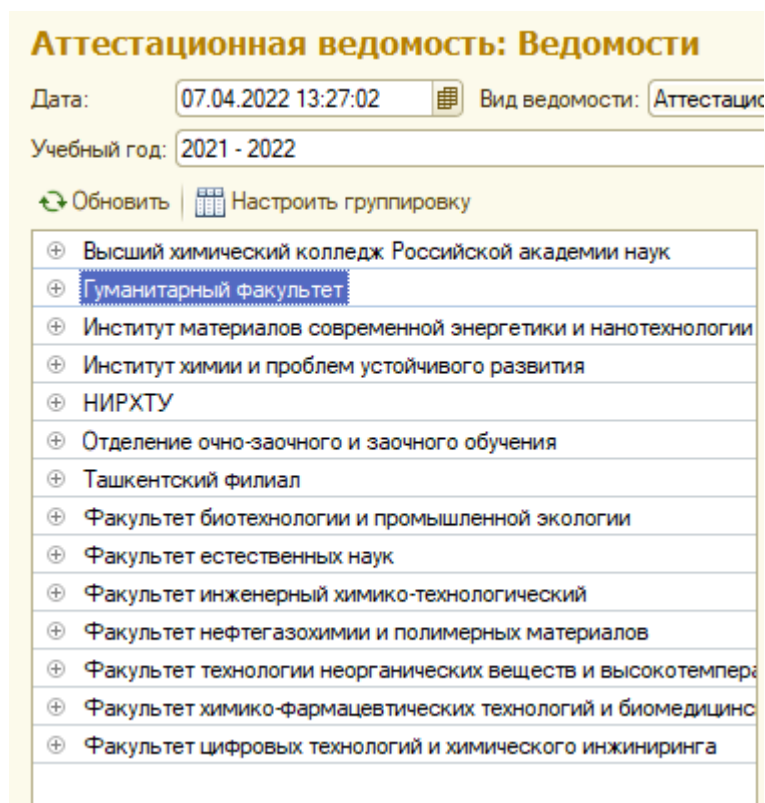 Аттестационная ведомость: Ведомости
Дата: 07.04.2022 13:27:02 Вид ведомости: Аттестацио
Учебный год: 2021 - 2022
Обновить Настроить группировку
Высший химический колледж Российской академии наук
Гуманитарный факультет
Институт материалов современной энергетики и нанотехнологии
Институт химии и проблем устойчивого развития
НИРХТУ
Отделение очно-заочного и заочного обучения
Ташкентский филиал
Факультет биотехнологии и промышленной экологии
Факультет естественных наук
Факультет инженерный химико-технологический
Факультет нефтегазохимии и полимерных материалов
Факультет технологии неорганических веществ и высокотемпера
Факультет химико-фармацевтических технологий и биомедицинс
Факультет цифровых технологий и химического инжиниринга